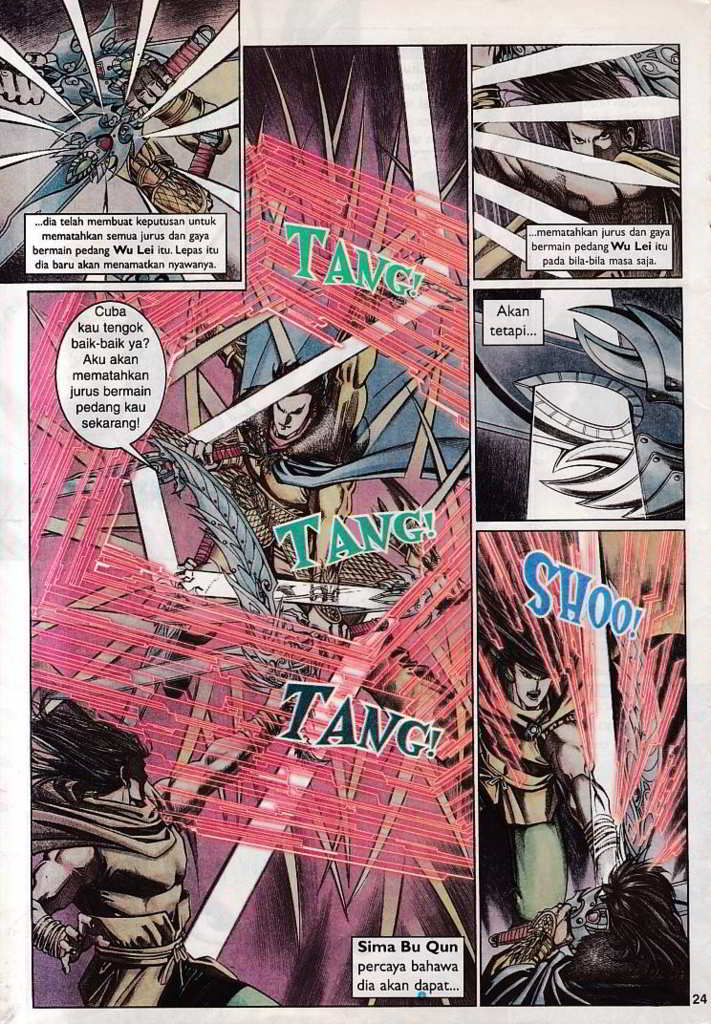 ...dia telah membuat keputusan untuk
mematahkan semua jurus dan gaya
bermain pedang Wu Lei itu. Lepas itu
dia baru akan menamatkan nyawanya.
TANG!
Cuba
kau tengok
baik-baik ya?
Aku akan
mematahkan
jurus bermain
pedang kau
sekarang!
TANG!
TANG!
Sima Bu Qun
percaya bahawa
dia akan dapat...
...mematahkan jurus dan gaya
bermain pedang Wu Lei itu
pada bila-bila masa saja.
Akan
tetapi...
SHOO!
24